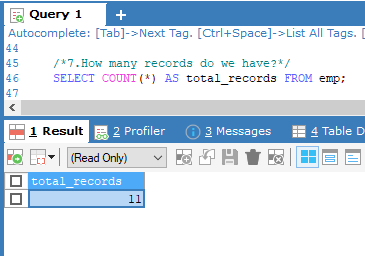 Query 1 +
Autocomplete: [Tab]->Next Tag. [Ctrl+Space]->List All Tags. [
44
45 /*7.How many records do we have?*/
46 SELECT COUNT(*) AS total_records FROM emp;
47
1 Result 2 Profiler 3 Messages 4 Table D
(Read Only)
total_records
11